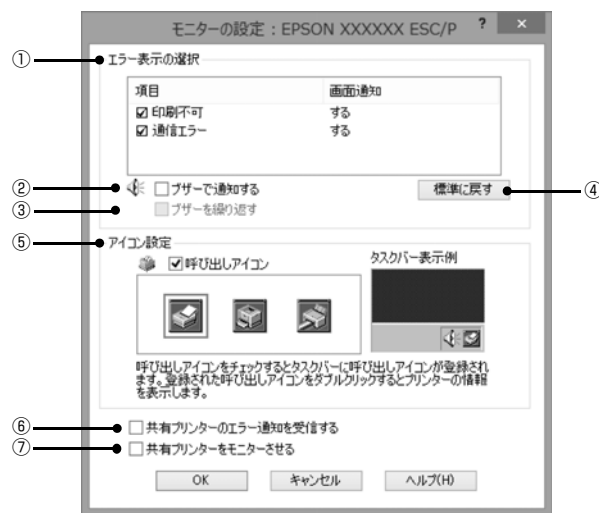 モニターの設定：EPSON XXXXXX ESC/P ? ×
① エラー表示の選択
項目 画面通知
印刷不可 する
通信エラー する
② ブザーで通知する 標準に戻す ④
③ ブザーを繰り返す
⑤ アイコン設定
呼び出しアイコン タスクバー表示例
呼び出しアイコンをチェックするとタスクバーに呼び出しアイコンが登録され
ます。登録された呼び出しアイコンをダブルクリックするとプリンターの情報
を表示します。
⑥ 共有プリンターのエラー通知を受信する
⑦ 共有プリンターをモニターさせる
OK キャンセル ヘルプ(H)